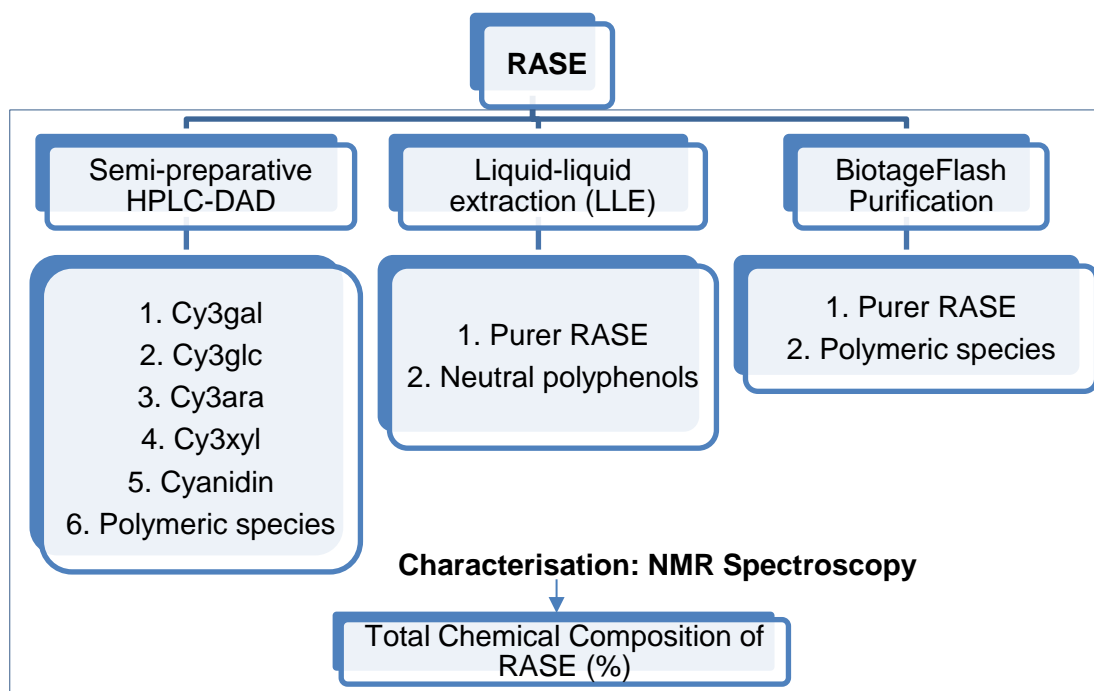 RASE
Semi-preparative
HPLC-DAD
Liquid-liquid
extraction (LLE)
BiotageFlash
Purification
1. Cy3gal
2. Cy3glc
3. Cy3ara
4. Cy3xyl
5. Cyanidin
6. Polymeric species
1. Purer RASE
2. Neutral polyphenols
1. Purer RASE
2. Polymeric species
Characterisation: NMR Spectroscopy
Total Chemical Composition of
RASE (%)